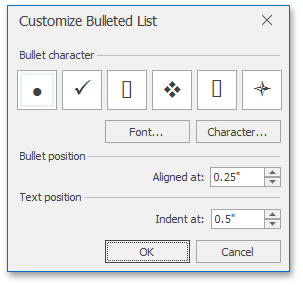 Customize Bulleted List
Bullet character
Font... Character...
Bullet position
Aligned at: 0.25"
Text position
Indent at: 0.5"
OK Cancel